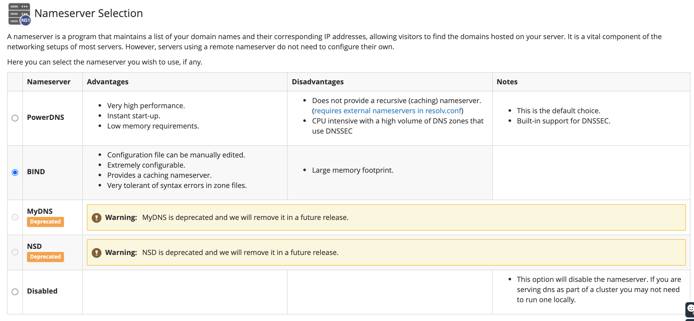 NS1
Nameserver Selection
A nameserver is a program that maintains a list of your domain names and their corresponding IP addresses, allowing visitors to find the domains hosted on your server. It is a vital component of the
networking setups of most servers. However, servers using a remote nameserver do not need to configure their own.
Here you can select the nameserver you wish to use, if any.
Nameserver Advantages Disadvantages Notes
PowerDNS
• Very high performance.
• Instant start-up.
• Low memory requirements.
• Does not provide a recursive (caching) nameserver.
(requires external nameservers in resolv.conf)
• CPU intensive with a high volume of DNS zones that
use DNSSEC
• This is the default choice.
• Built-in support for DNSSEC.
BIND
• Configuration file can be manually edited.
• Extremely configurable.
• Provides a caching nameserver.
• Very tolerant of syntax errors in zone files.
• Large memory footprint.
MyDNS
Deprecated
Warning: MyDNS is deprecated and we will remove it in a future release.
NSD
Deprecated
Warning: NSD is deprecated and we will remove it in a future release.
Disabled
• This option will disable the nameserver. If you are
serving dns as part of a cluster you may not need
to run one locally.